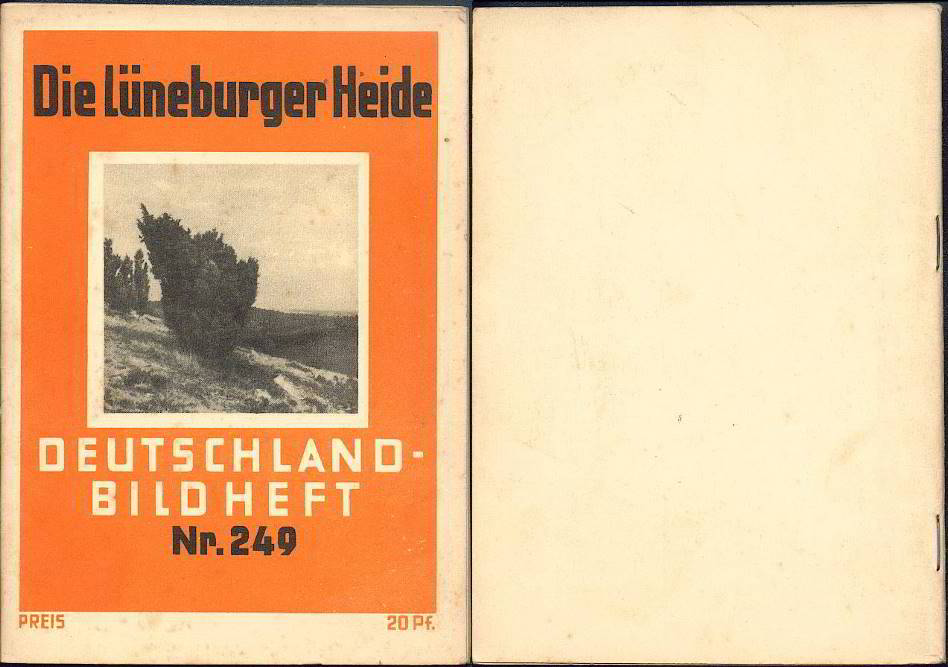 Die Lüneburger Heide
DEUTSCHLAND-
BILDHEFT
Nr. 249
PREIS 20 Pf.